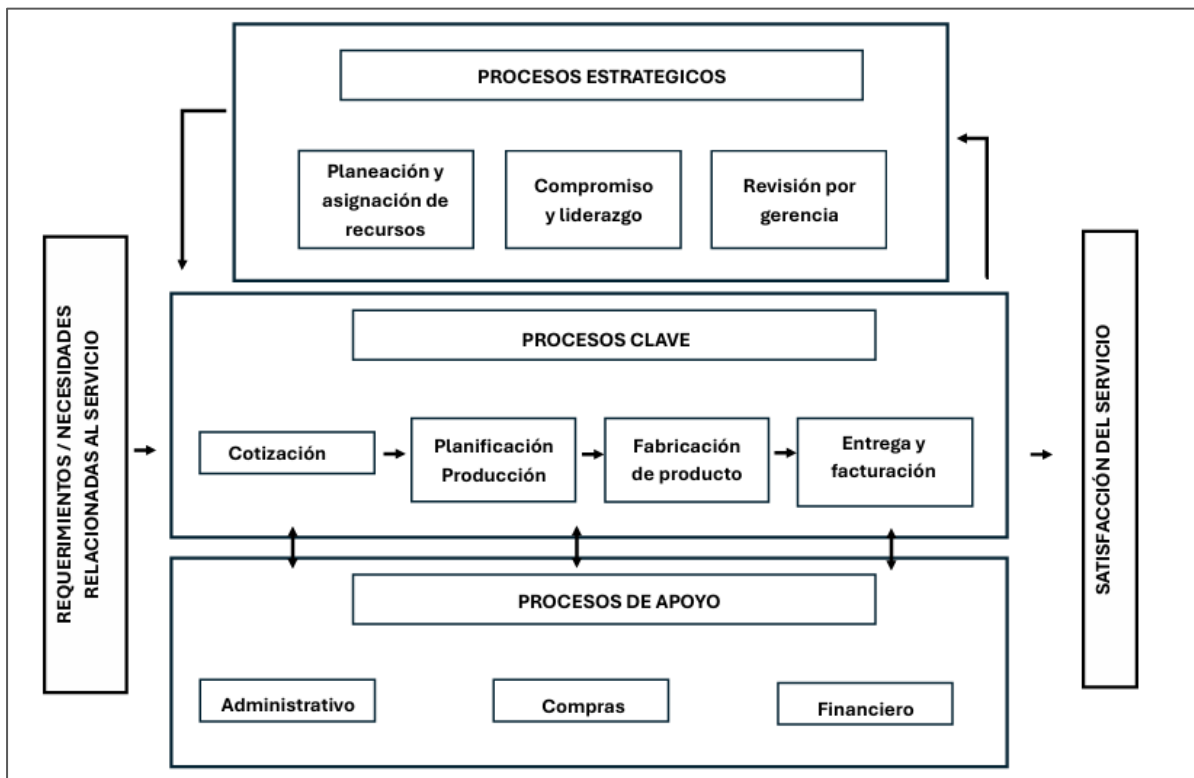 PROCESOS ESTRATEGICOS
Planeación y
asignación de
recursos
Compromiso
y liderazgo
Revisión por
gerencia
REQUERIMIENTOS / NECESIDADES
RELACIONADAS AL SERVICIO
PROCESOS CLAVE
Cotización
Planificación
Producción
Fabricación
de producto
Entrega y
facturación
SATISFACCIÓN DEL SERVICIO
PROCESOS DE APOYO
Administrativo
Compras
Financiero